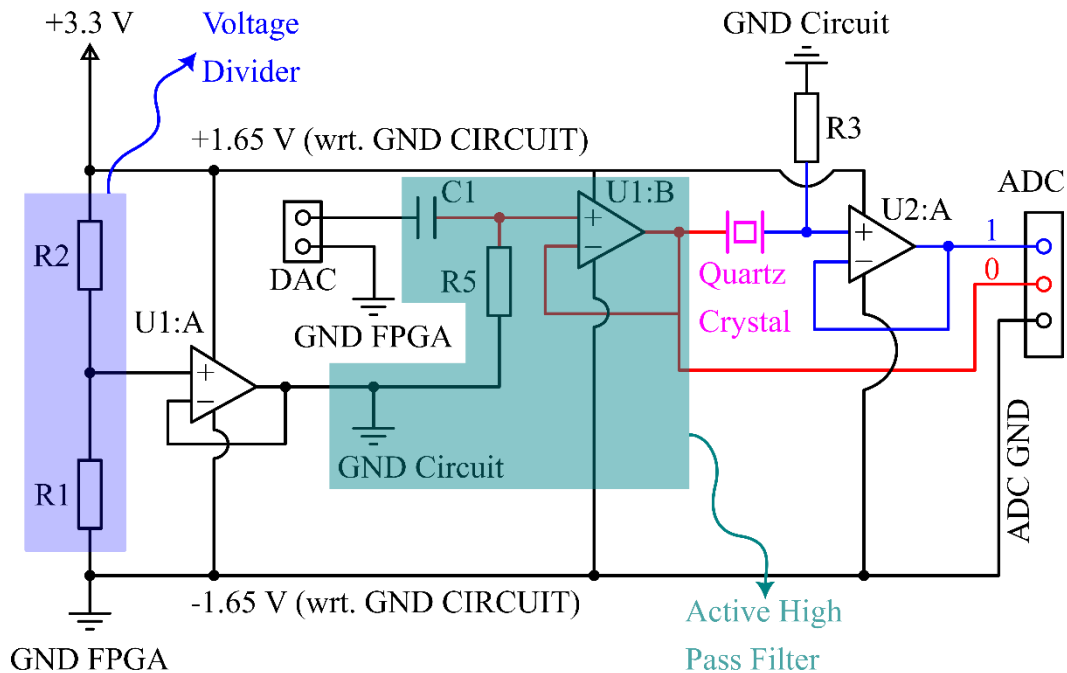 +3.3 V
Voltage
Divider
GND Circuit
R3
+1.65 V (wrt. GND CIRCUIT)
C1
U1:B
U2:A
ADC
+
−
+
−
1
0
R2
DAC
R5
Quartz
Crystal
GND FPGA
U1:A
+
−
GND Circuit
R1
ADC GND
-1.65 V (wrt. GND CIRCUIT)
GND FPGA
Active High
Pass Filter